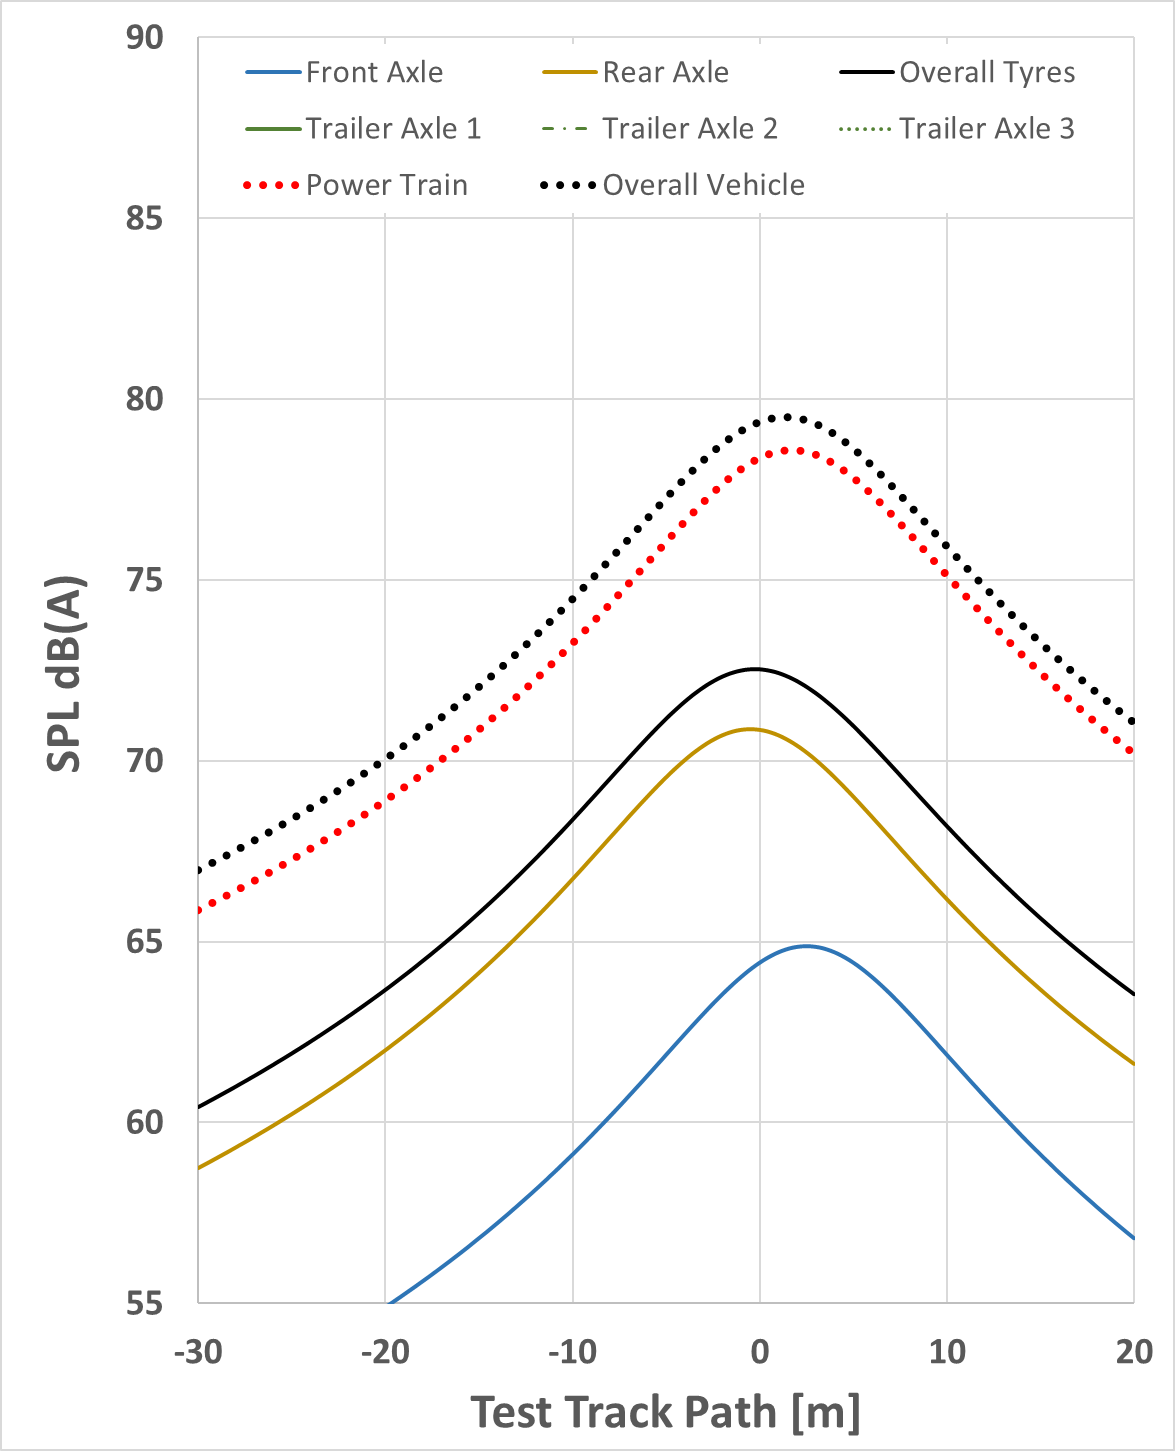 90
Front Axle Rear Axle Overall Tyres
Trailer Axle 1 Trailer Axle 2 Trailer Axle 3
Power Train Overall Vehicle
85
80
75
70
65
60
55
SPL dB(A)
-30 -20 -10 0 10 20
Test Track Path [m]